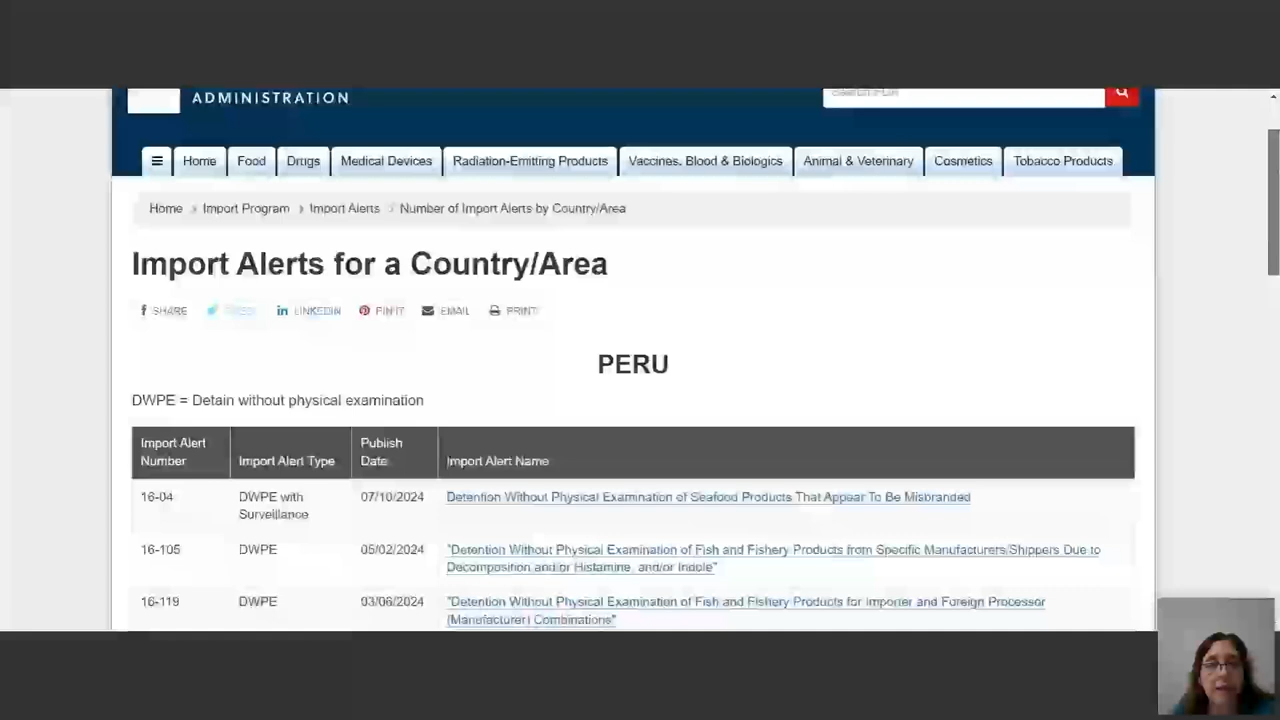 ADMINISTRATION
Search FDA
Home
Food
Drugs
Medical Devices
Radiation-Emitting Products
Vaccines, Blood & Biologics
Animal & Veterinary
Cosmetics
Tobacco Products
Home › Import Program › Import Alerts › Number of Import Alerts by Country/Area
Import Alerts for a Country/Area
SHARE
TWEET
LINKEDIN
PIN IT
EMAIL
PRINT
PERU
DWPE = Detain without physical examination
Import Alert Number
Import Alert Type
Publish Date
Import Alert Name
16-04
DWPE with Surveillance
07/10/2024
Detention Without Physical Examination of Seafood Products That Appear To Be Misbranded
16-105
DWPE
05/02/2024
"Detention Without Physical Examination of Fish and Fishery Products from Specific Manufacturers/Shippers Due to
Decomposition and/or Histamine, and/or Indole"
16-119
DWPE
03/06/2024
"Detention Without Physical Examination of Fish and Fishery Products for Importer and Foreign Processor
(Manufacturer) Combinations"